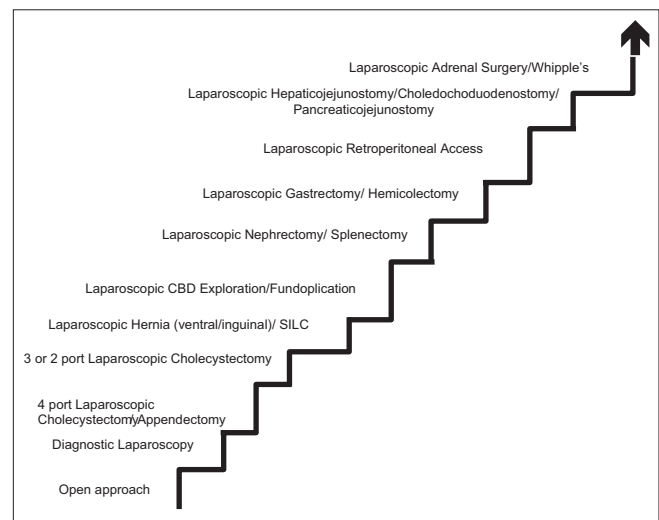 Laparoscopic Adrenal Surgery/Whipple's
Laparoscopic Hepaticojejunostomy/Choledochoduodenostomy/
Pancreaticojejunostomy
Laparoscopic Retroperitoneal Access
Laparoscopic Gastrectomy/ Hemicolectomy
Laparoscopic Nephrectomy/ Splenectomy
Laparoscopic CBD Exploration/Fundoplication
Laparoscopic Hernia (ventral/inguinal)/ SILC
3 or 2 port Laparoscopic Cholecystectomy
4 port Laparoscopic
Cholecystectomy/Appendectomy
Diagnostic Laparoscopy
Open approach